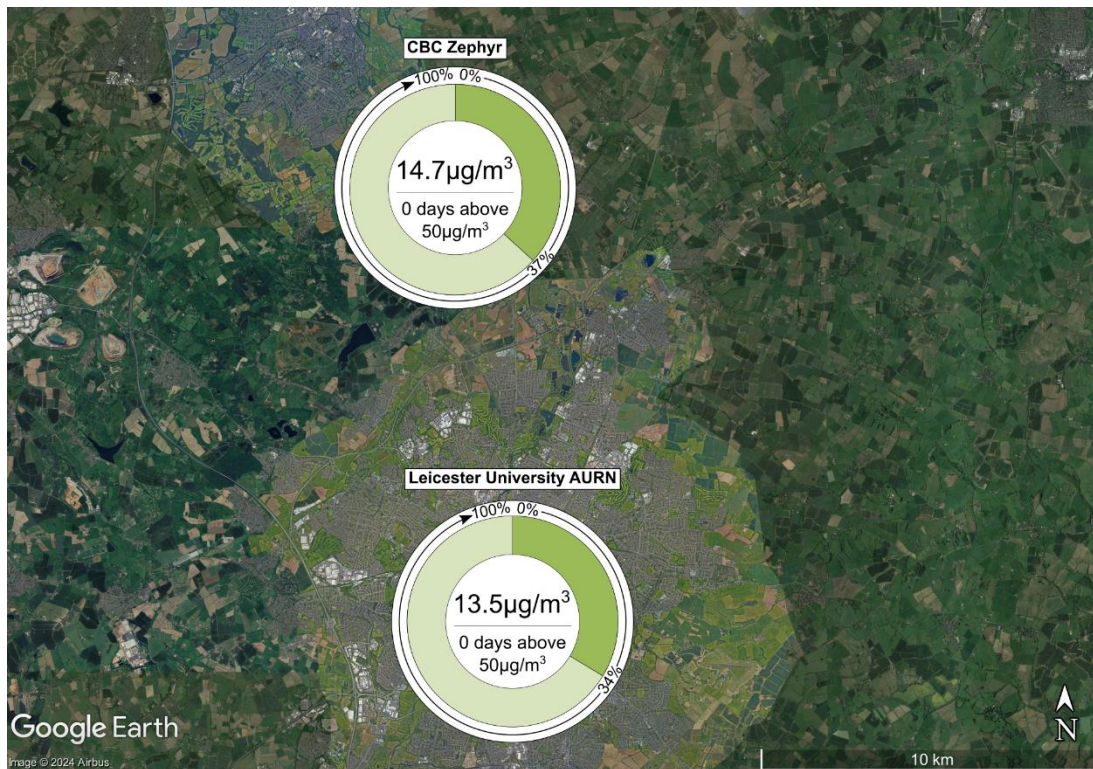 CBC Zephyr
100% 0%
14.7µg/m³
0 days above
50µg/m³
37%
Leicester University AURN
100% 0%
13.5µg/m³
0 days above
50µg/m³
34%
Google Earth
Image © 2024 Airbus
10 km
N